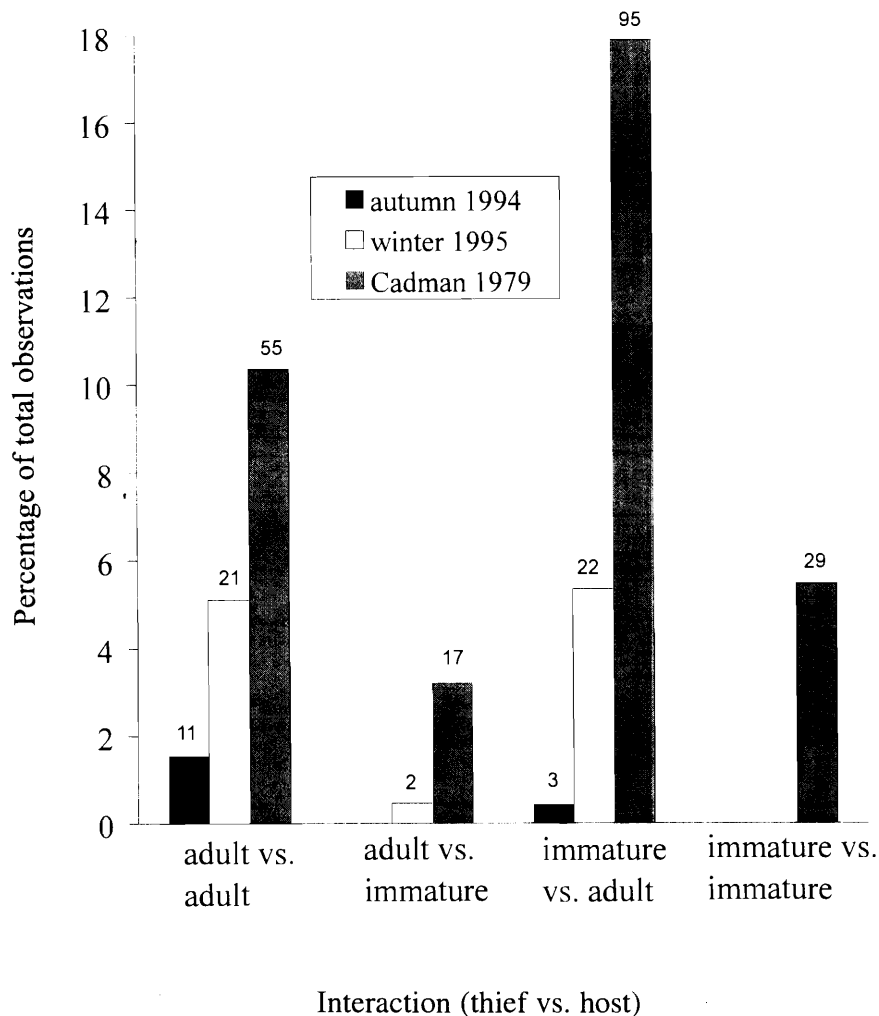 Percentage of total observations
18
16
14
12
10
8
6
4
2
0
autumn 1994
winter 1995
Cadman 1979
11
21
55
2
17
3
22
95
29
adult vs.
adult
adult vs.
immature
immature
vs. adult
immature vs.
immature
Interaction (thief vs. host)